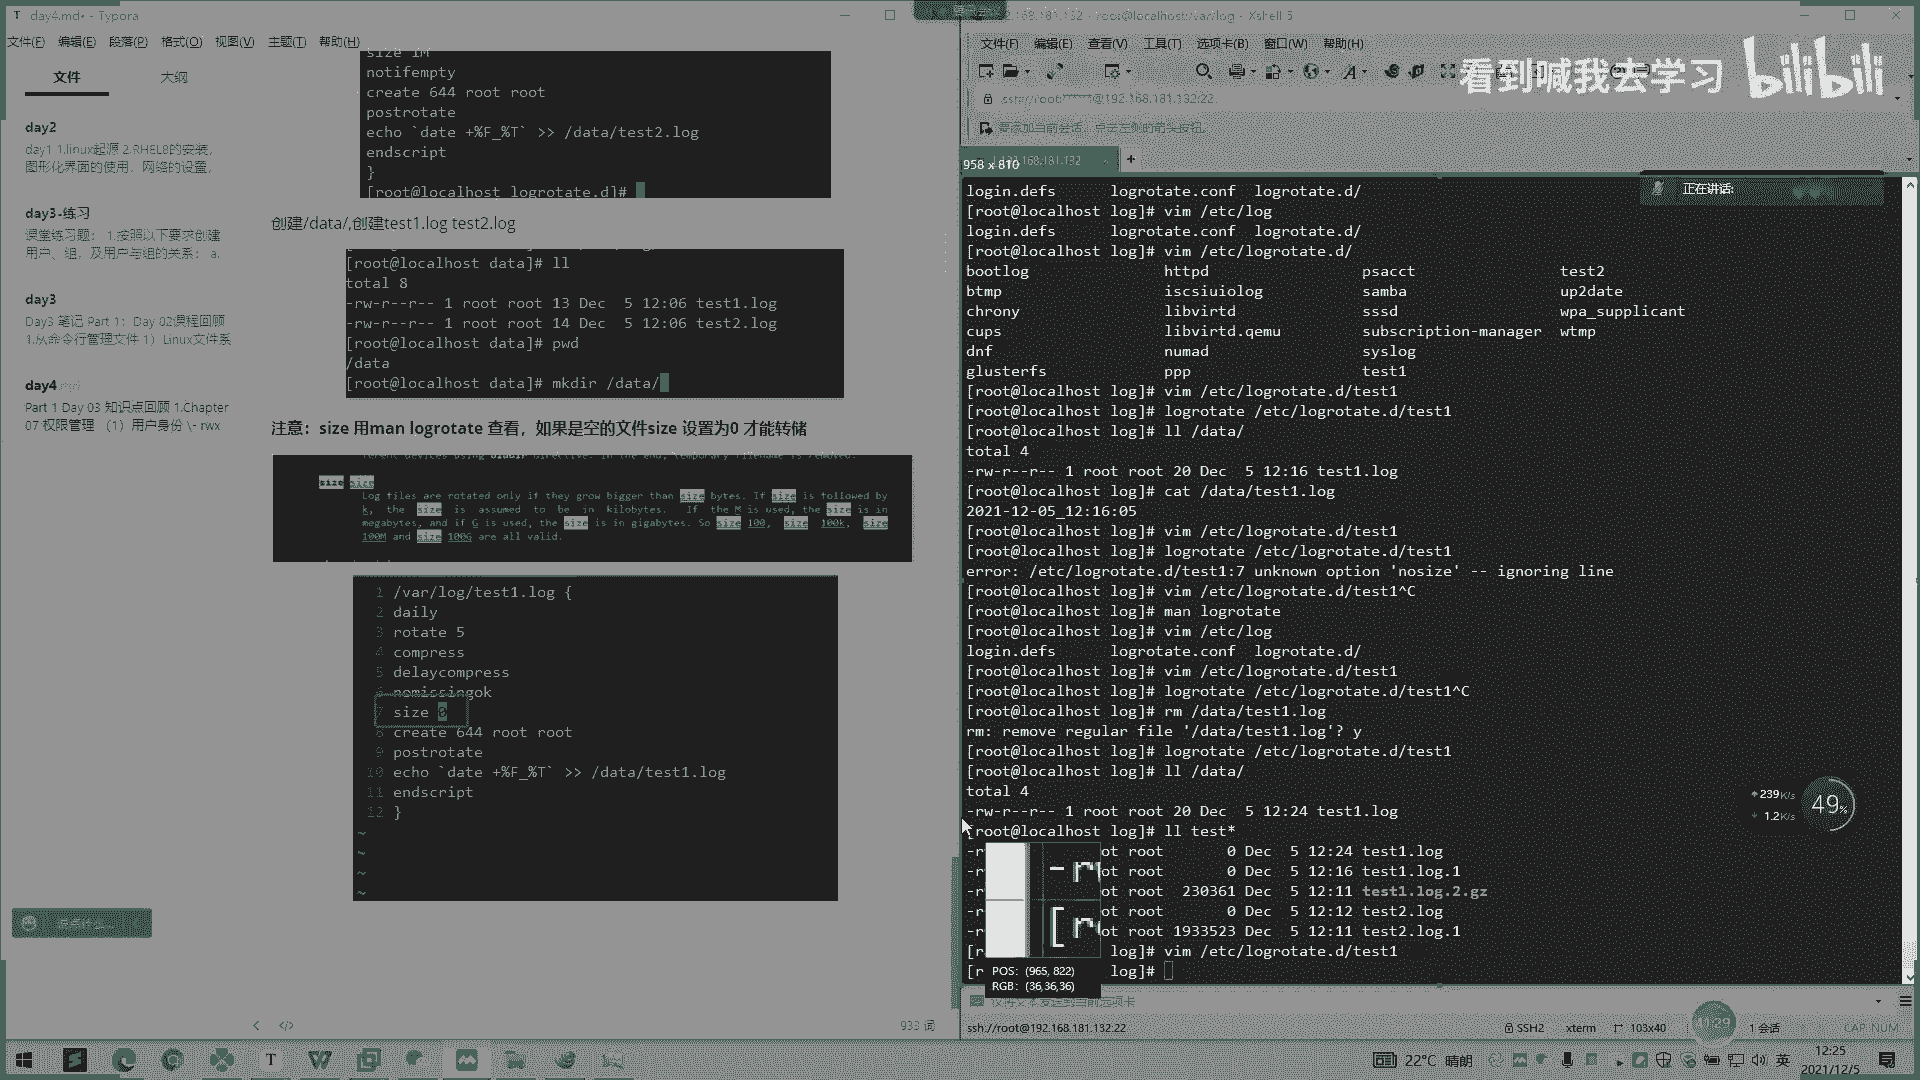 day4.md• - Typora
文件(F) 编辑(E) 段落(P) 格式(O) 视图(V) 主题(T) 帮助(H)
文件 大纲
day2
day1 1.linux起源 2.RHEL8的安装,
图形化界面的使用, 网络的设置,
day3-练习
课堂练习题: 1.按照以下要求创建
用户、组, 及用户与组的关系: a.
day3
Day3 笔记 Part 1: Day 02课程回顾
1.从命令行管理文件 1) Linux文件系
day4
Part 1 Day 03 知识点回顾 1.Chapter
07 权限管理 (1) 用户身份 \- rwx
size 1M
notifempty
create 644 root root
postrotate
echo `date +%F_%T` >> /data/test2.log
endscript
}
[root@localhost logrotate.d]#
创建/data/,创建test1.log test2.log
[root@localhost data]# ll
total 8
-rw-r--r-- 1 root root 13 Dec  5 12:06 test1.log
-rw-r--r-- 1 root root 14 Dec  5 12:06 test2.log
[root@localhost data]# pwd
/data
[root@localhost data]# mkdir /data/
注意: size 用man logrotate 查看, 如果是空的文件size 设置为0 才能转储
size size
Log files are rotated only if they grow bigger than size bytes. If size is followed by
k, the size is assumed to be in kilobytes. If the M is used, the size is in
megabytes, and if G is used, the size is in gigabytes. So size 100, size 100k, size
100M and size 100G are all valid.
1 /var/log/test1.log {
2 daily
3 rotate 5
4 compress
5 delaycompress
6 nomissingok
7 size 0
8 create 644 root root
9 postrotate
10 echo `date +%F_%T` >> /data/test1.log
11 endscript
12 }
~
~
~
~
933 词
192.168.181.132 - root@localhost:/var/log - Xshell 5
文件(F) 编辑(E) 查看(V) 工具(T) 选项卡(B) 窗口(W) 帮助(H)
看到喊我去学习 bilibili
ssh://root:*****@192.168.181.132:22
要添加当前会话, 点击左侧的箭头按钮。
958 x 810
192.168.181.132
正在讲话:
login.defs logrotate.conf logrotate.d/
[root@localhost log]# vim /etc/log
login.defs logrotate.conf logrotate.d/
[root@localhost log]# vim /etc/logrotate.d/
bootlog httpd psacct test2
btmp iscsiuiolog samba up2date
chrony libvirtd sssd wpa_supplicant
cups libvirtd.qemu subscription-manager wtmp
dnf numad syslog
glusterfs ppp test1
[root@localhost log]# vim /etc/logrotate.d/test1
[root@localhost log]# logrotate /etc/logrotate.d/test1
[root@localhost log]# ll /data/
total 4
-rw-r--r-- 1 root root 20 Dec  5 12:16 test1.log
[root@localhost log]# cat /data/test1.log
2021-12-05_12:16:05
[root@localhost log]# vim /etc/logrotate.d/test1
[root@localhost log]# logrotate /etc/logrotate.d/test1
error: /etc/logrotate.d/test1:7 unknown option 'nosize' -- ignoring line
[root@localhost log]# vim /etc/logrotate.d/test1^C
[root@localhost log]# man logrotate
[root@localhost log]# vim /etc/log
login.defs logrotate.conf logrotate.d/
[root@localhost log]# vim /etc/logrotate.d/test1
[root@localhost log]# logrotate /etc/logrotate.d/test1^C
[root@localhost log]# rm /data/test1.log
rm: remove regular file '/data/test1.log'? y
[root@localhost log]# logrotate /etc/logrotate.d/test1
[root@localhost log]# ll /data/
total 4
-rw-r--r-- 1 root root 20 Dec  5 12:24 test1.log
[root@localhost log]# ll test*
-r ot root 0 Dec  5 12:24 test1.log
-r ot root 0 Dec  5 12:16 test1.log.1
-r ot root 230361 Dec  5 12:11 test1.log.2.gz
-r ot root 0 Dec  5 12:12 test2.log
-r ot root 1933523 Dec  5 12:11 test2.log.1
[r log]# vim /etc/logrotate.d/test1
[r log]#
POS: (965, 822)
RGB: (36,36,36)
239K/s
1.2K/s
49%
仅将文本发送到当前选项卡
ssh://root@192.168.181.132:22 SSH2 xterm 103x40 1 会话 CAP NUM
41:29
22°C 晴朗 英 12:25
2021/12/5